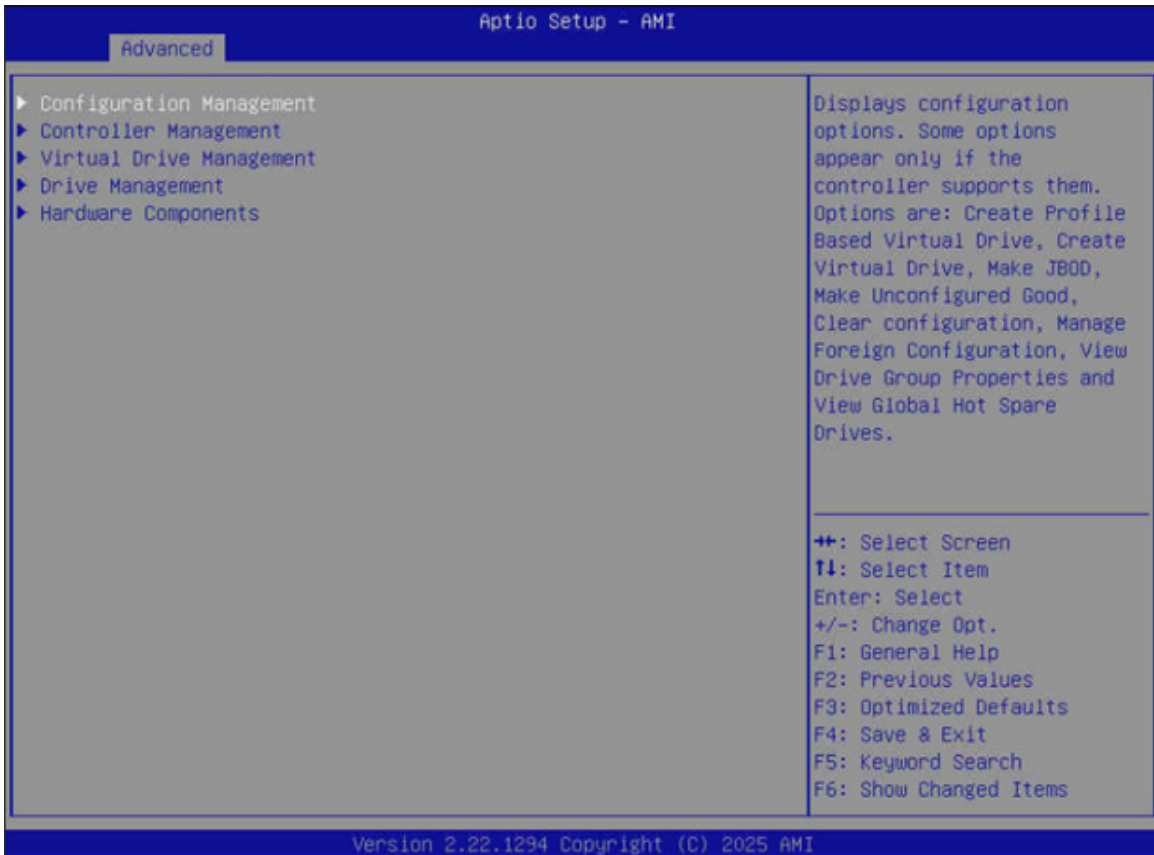 Aptio Setup – AMI
Advanced
Configuration Management
Controller Management
Virtual Drive Management
Drive Management
Hardware Components
Displays configuration
options. Some options
appear only if the
controller supports them.
Options are: Create Profile
Based Virtual Drive, Create
Virtual Drive, Make JBOD,
Make Unconfigured Good,
Clear configuration, Manage
Foreign Configuration, View
Drive Group Properties and
View Global Hot Spare
Drives.
→←: Select Screen
↑↓: Select Item
Enter: Select
+/-: Change Opt.
F1: General Help
F2: Previous Values
F3: Optimized Defaults
F4: Save & Exit
F5: Keyword Search
F6: Show Changed Items
Version 2.22.1294 Copyright (C) 2025 AMI